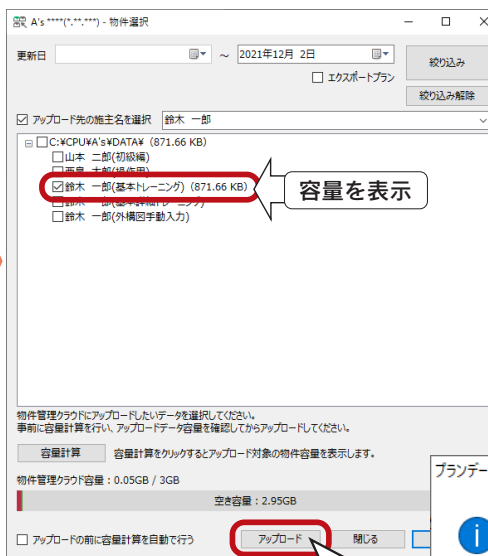 A's ****(*.**.***) - 物件選択
更新日 ～ 2021年12月 2日
絞り込み
エクスポートプラン
絞り込み解除
アップロード先の施主名を選択 鈴木 一郎
C:¥CPU¥A's¥DATA¥ (871.66 KB)
山本 二郎(初級編)
鈴木 一郎(基本トレーニング) (871.66 KB)
容量を表示
鈴木 一郎(外構図手動入力)
物件管理クラウドにアップロードしたいデータを選択してください。
事前に容量計算を行い、アップロードデータ容量を確認してからアップロードしてください。
容量計算 容量計算をクリックするとアップロード対象の物件容量を表示します。
物件管理クラウド容量：0.05GB / 3GB
空き容量：2.95GB
プランデー
アップロードの前に容量計算を自動で行う アップロード 閉じる